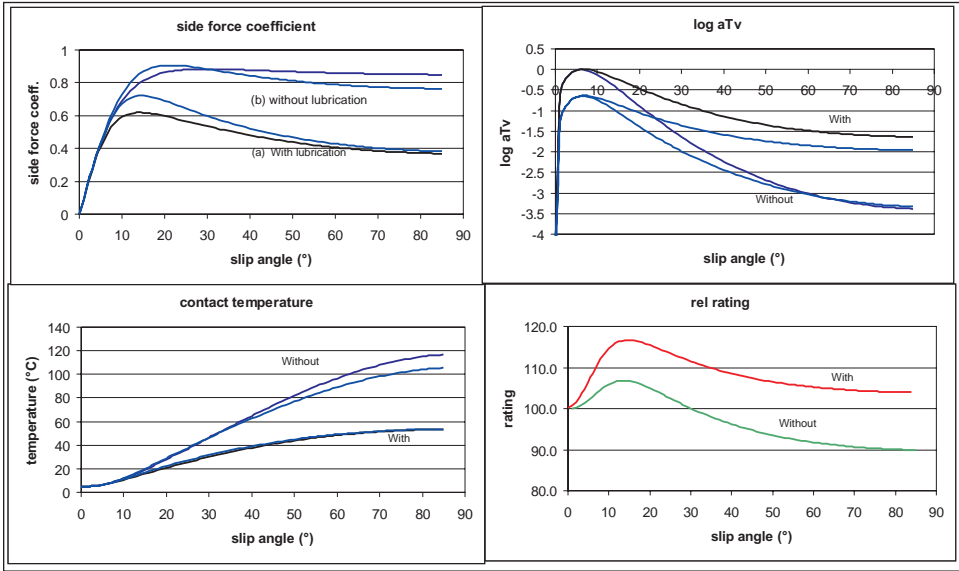 side force coefficient
side force coeff.
1
0.8
0.6
0.4
0.2
0
(b) without lubrication
(a) With lubrication
0 10 20 30 40 50 60 70 80 90
slip angle (°)
log aTv
log aTv
0.5
0
-0.5
-1
-1.5
-2
-2.5
-3
-3.5
-4
0 10 20 30 40 50 60 70 80 90
With
Without
slip angle (°)
contact temperature
temperature (°C)
140
120
100
80
60
40
20
0
Without
With
0 10 20 30 40 50 60 70 80 90
slip angle (°)
rel rating
rating
120.0
110.0
100.0
90.0
80.0
With
Without
0 10 20 30 40 50 60 70 80 90
slip angle (°)